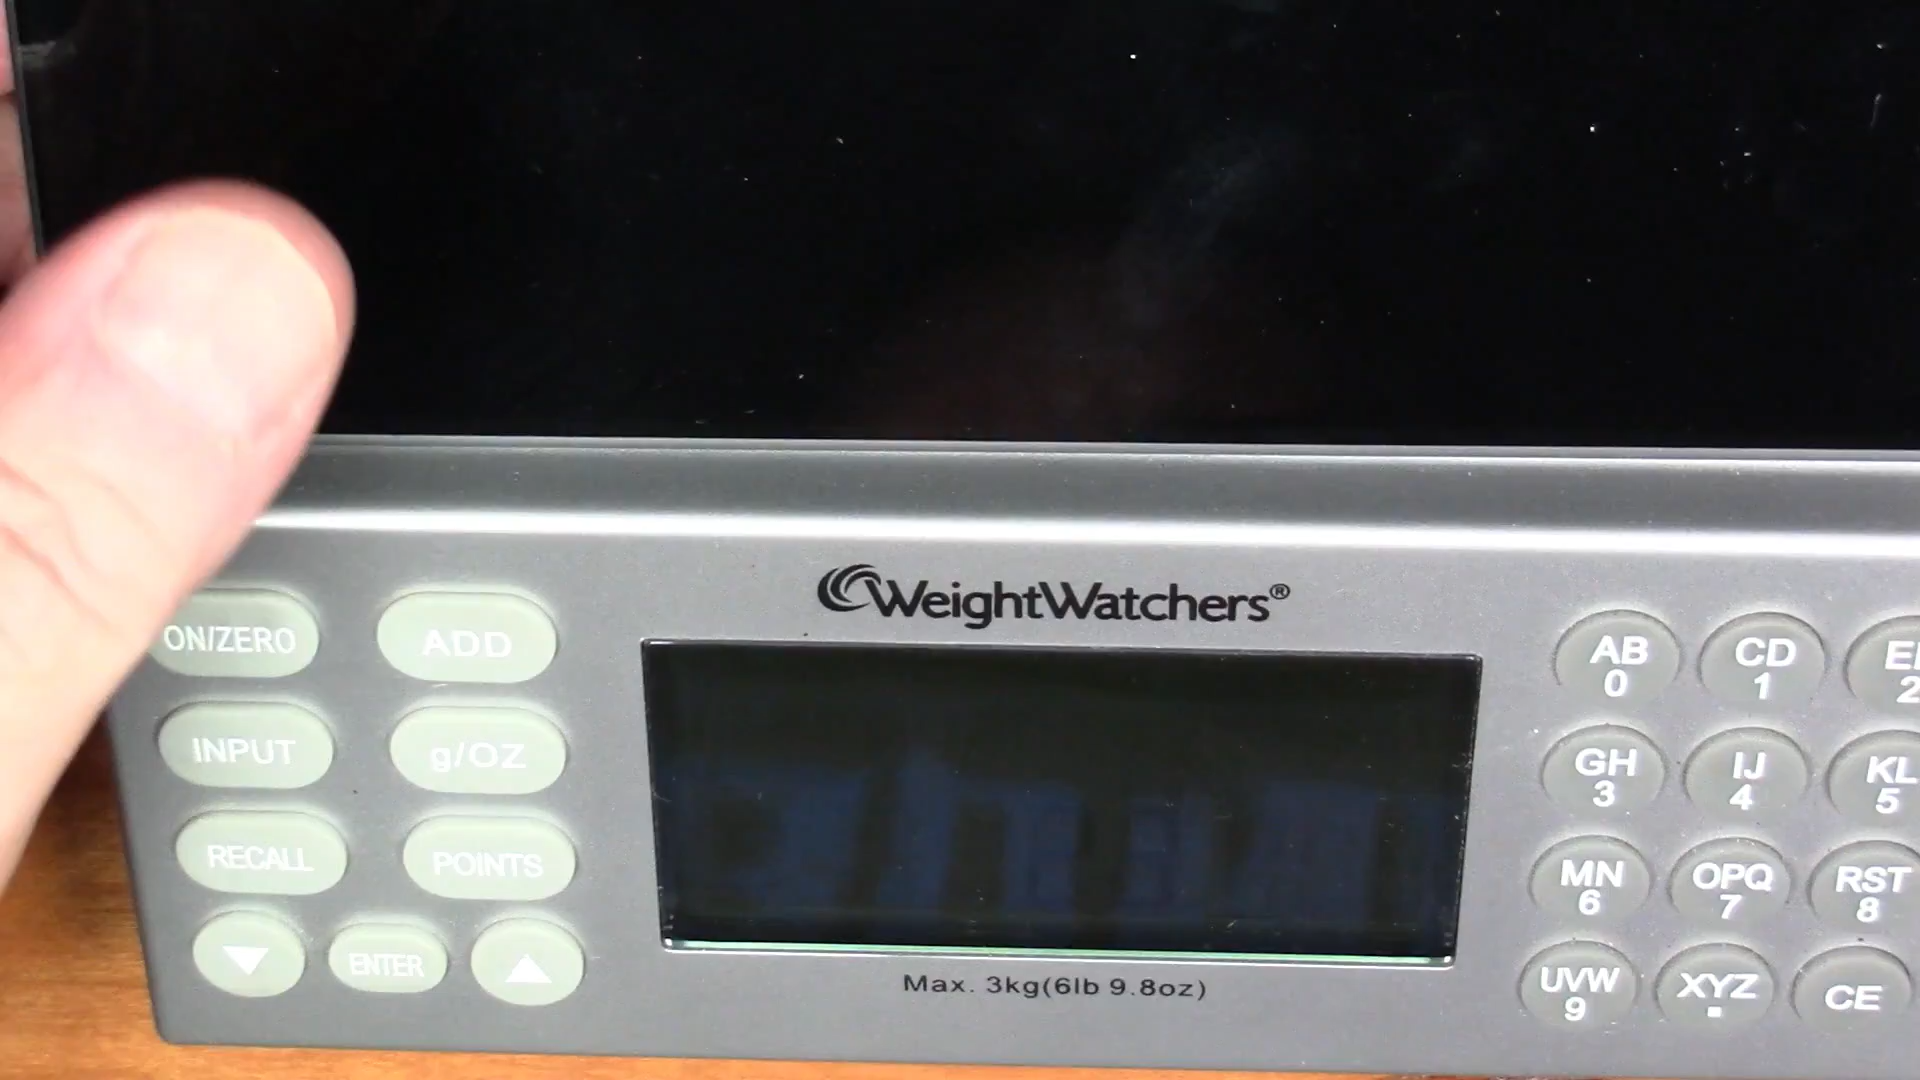 WeightWatchers®
ON/ZERO ADD
INPUT g/OZ
RECALL POINTS
ENTER
Max. 3kg(6lb 9.8oz)
AB CD
0 1 2
GH IJ KL
3 4 5
MN OPQ RST
6 7 8
UVW XYZ CE
9 .